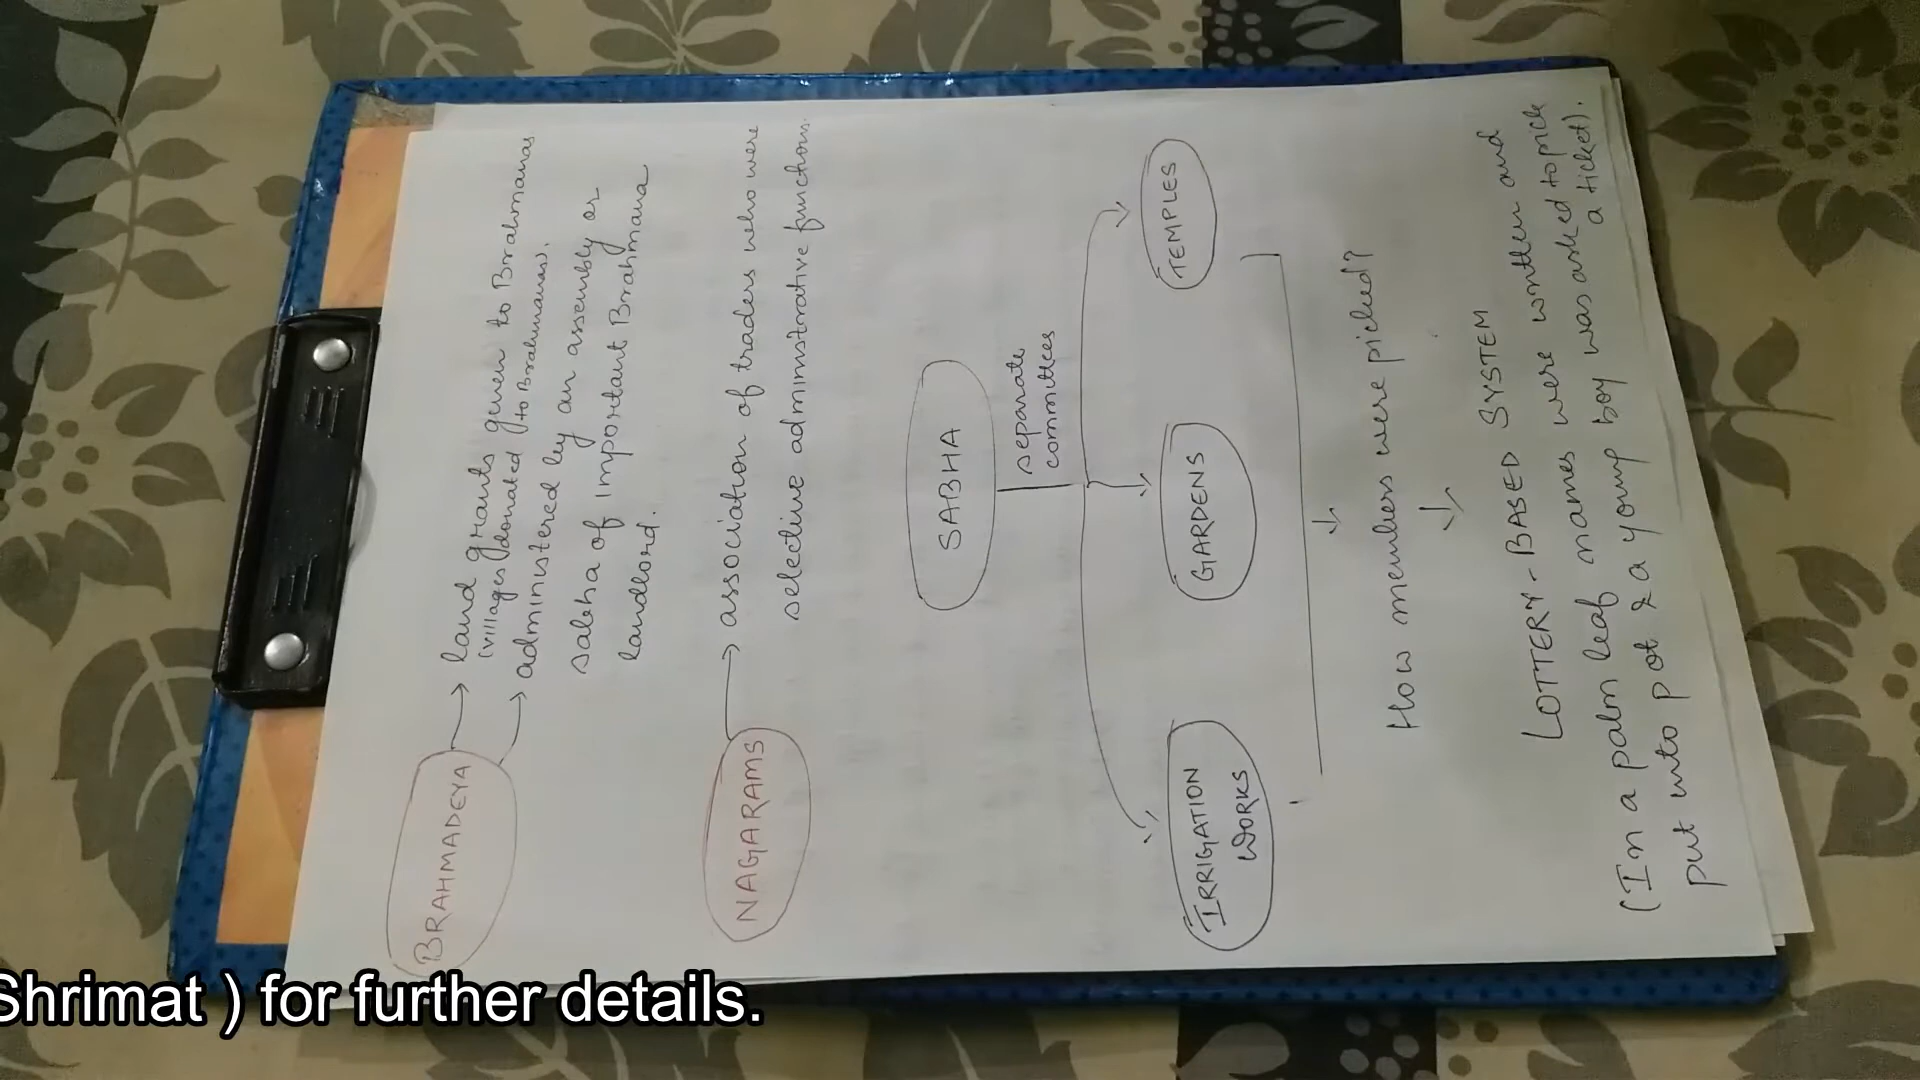 BRAHMADEYA
land grants given to Brahmanas
(villages donated to Brahmanas).
administered by an assembly or
sabha of important Brahmana
landlord.
NAGARAMS
association of traders who were
selective administrative functions.
SABHA
separate
committees
IRRIGATION
WORKS
GARDENS
TEMPLES
How members were picked?
LOTTERY-BASED SYSTEM
(In a palm leaf names were written and
put into pot & a young boy was asked to pick
a ticket).
Shrimat ) for further details.